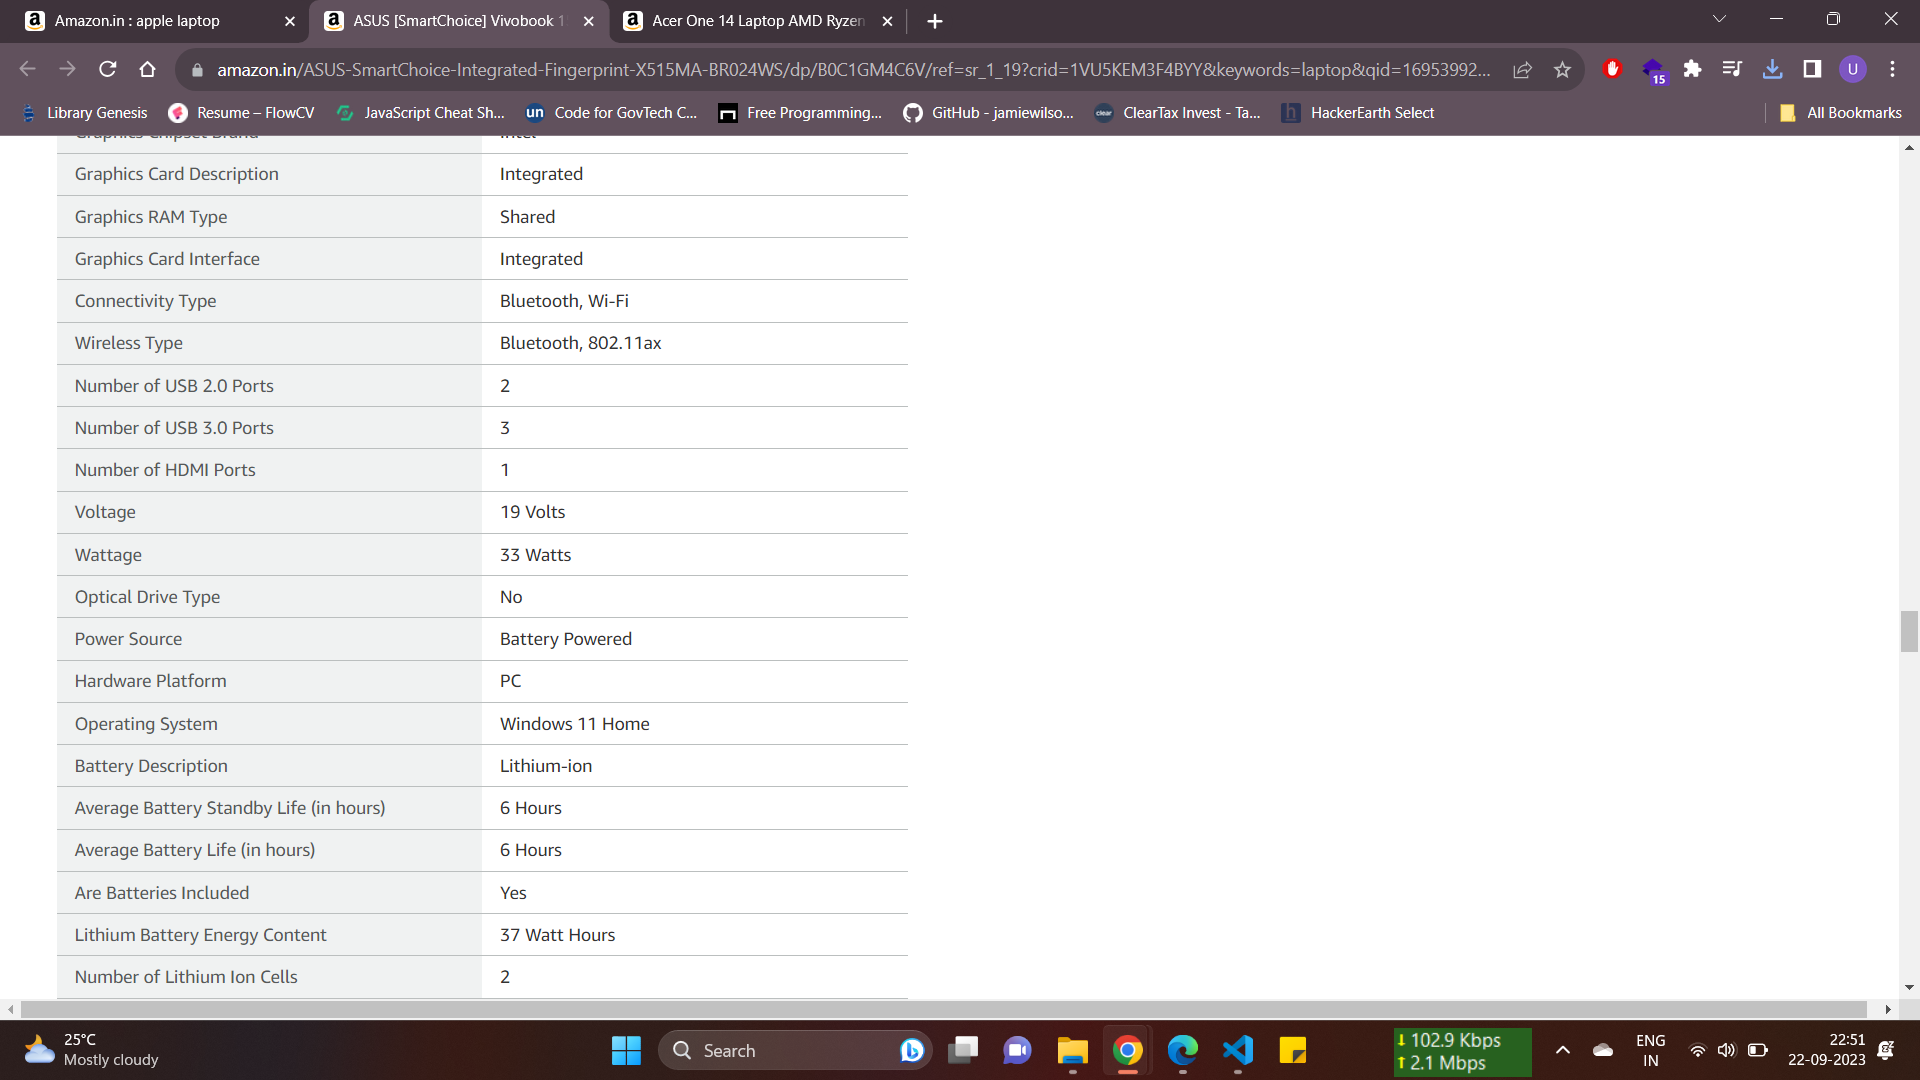 Amazon.in : apple laptop
ASUS [SmartChoice] Vivobook 1
Acer One 14 Laptop AMD Ryzen
amazon.in/ASUS-SmartChoice-Integrated-Fingerprint-X515MA-BR024WS/dp/B0C1GM4C6V/ref=sr_1_19?crid=1VU5KEM3F4BYY&keywords=laptop&qid=16953992...
15
U
Library Genesis
Resume – FlowCV
JavaScript Cheat Sh...
un
Code for GovTech C...
Free Programming...
GitHub - jamiewilso...
clear
ClearTax Invest - Ta...
h
HackerEarth Select
All Bookmarks
Graphics Chipset Brand Intel
Graphics Card Description Integrated
Graphics RAM Type Shared
Graphics Card Interface Integrated
Connectivity Type Bluetooth, Wi-Fi
Wireless Type Bluetooth, 802.11ax
Number of USB 2.0 Ports 2
Number of USB 3.0 Ports 3
Number of HDMI Ports 1
Voltage 19 Volts
Wattage 33 Watts
Optical Drive Type No
Power Source Battery Powered
Hardware Platform PC
Operating System Windows 11 Home
Battery Description Lithium-ion
Average Battery Standby Life (in hours) 6 Hours
Average Battery Life (in hours) 6 Hours
Are Batteries Included Yes
Lithium Battery Energy Content 37 Watt Hours
Number of Lithium Ion Cells 2
25°C
Mostly cloudy
Search
102.9 Kbps
2.1 Mbps
ENG
IN
22:51
22-09-2023